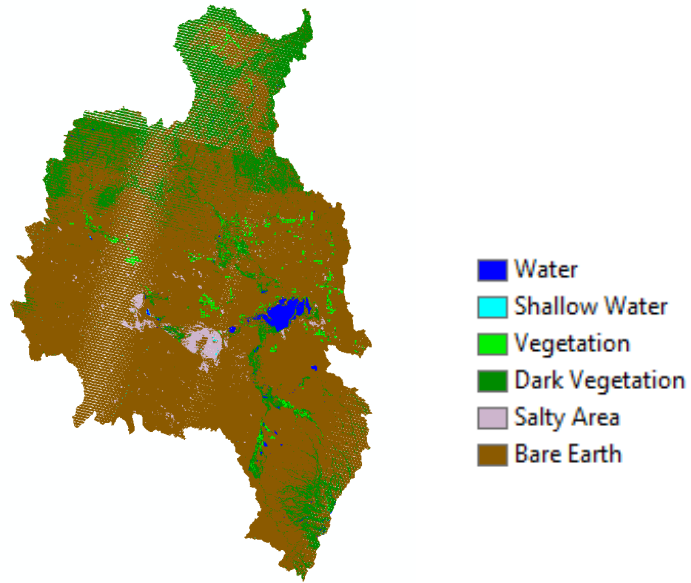 Water
Shallow Water
Vegetation
Dark Vegetation
Salty Area
Bare Earth